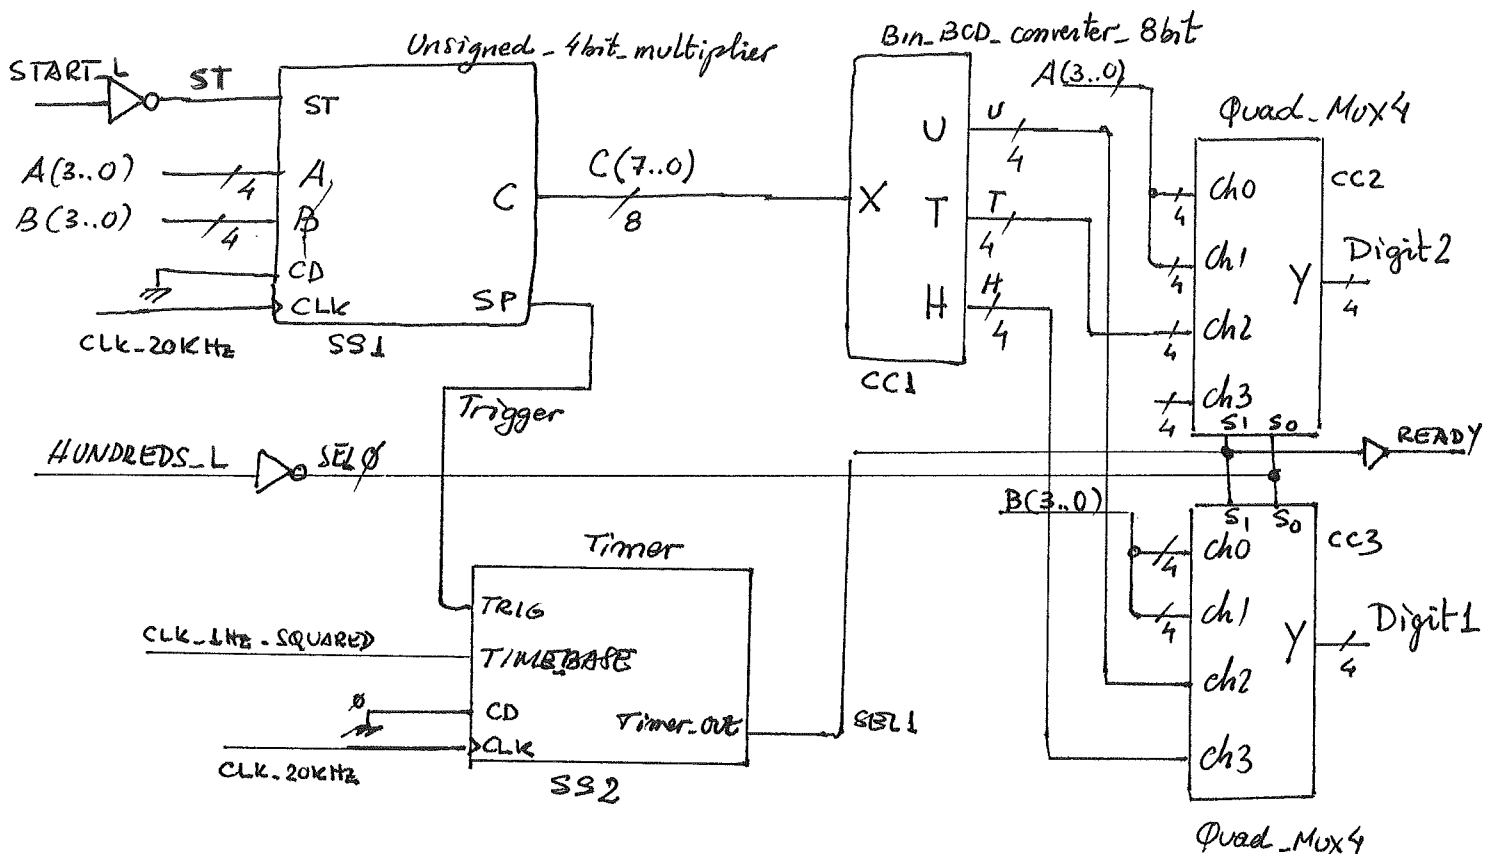 Unsigned_4bit_multiplier
START_L
ST
ST
A(3..0)
4
A
B(3..0)
4
B
CD
CLK
CLK_20KHz
C
C(7..0)
8
SP
SS1
Trigger
Bin_BCD_converter_8bit
X
U
U
4
T
T
4
H
H
4
CC1
A(3..0)
Quad_Mux4
CC2
4
ch0
4
ch1
4
ch2
4
ch3
S1 S0
Y
Digit2
4
READY
HUNDREDS_L
SEL0
Timer
TRIG
CLK_1Hz_SQUARED
TIME_BASE
0
CD
CLK
CLK_20KHz
Timer_out
SEL1
SS2
B(3..0)
S1 S0
CC3
4
ch0
4
ch1
ch2
ch3
Y
Digit1
4
Quad_Mux4